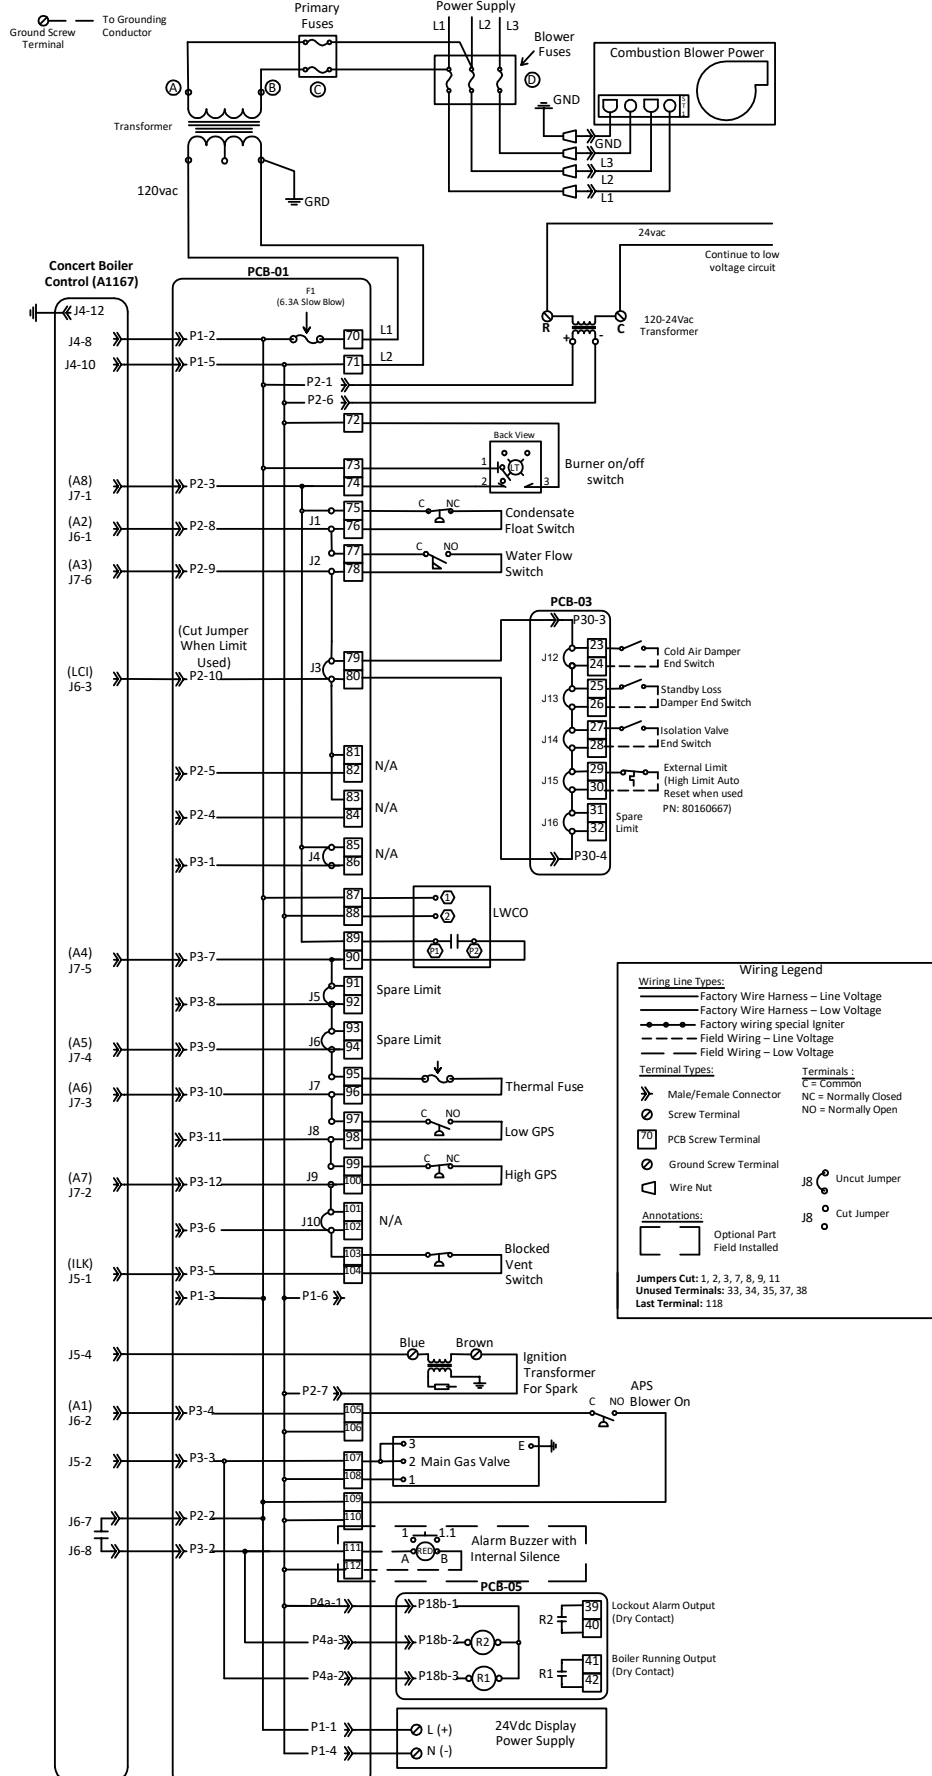 Ground Screw
Terminal
To Grounding
Conductor
Primary
Fuses
Power Supply
L1
L2
L3
Blower
Fuses
Combustion Blower Power
A
B
C
D
Transformer
GND
GND
L3
L2
L1
120vac
GRD
24vac
Continue to low
voltage circuit
R
C
120-24Vac
Transformer
+
-
Concert Boiler
Control (A1167)
PCB-01
F1
(6.3A Slow Blow)
J4-12
J4-8
P1-2
70
L1
J4-10
P1-5
71
L2
P2-1
P2-6
72
Back View
73
1
LT
Burner on/off
switch
(A8)
J7-1
P2-3
74
2
3
75
C
NC
Condensate
Float Switch
(A2)
J6-1
P2-8
J1
76
77
C
NO
Water Flow
Switch
(A3)
J7-6
P2-9
J2
78
(Cut Jumper
When Limit
Used)
(LCI)
J6-3
P2-10
J3
79
80
PCB-03
P30-3
J12
23
24
Cold Air Damper
End Switch
J13
25
26
Standby Loss
Damper End Switch
J14
27
28
Isolation Valve
End Switch
J15
29
30
External Limit
(High Limit Auto
Reset when used
PN: 80160667)
J16
31
32
Spare
Limit
P30-4
81
P2-5
82
N/A
83
P2-4
84
N/A
85
P3-1
J4
86
N/A
87
1
88
2
LWCO
89
P1
P2
(A4)
J7-5
P3-7
90
91
Spare Limit
P3-8
J5
92
93
Spare Limit
(A5)
J7-4
P3-9
J6
94
95
Thermal Fuse
(A6)
J7-3
P3-10
J7
96
97
C
NO
Low GPS
P3-11
J8
98
99
C
NC
High GPS
(A7)
J7-2
P3-12
J9
100
101
P3-6
J10
102
N/A
103
Blocked
Vent
Switch
(ILK)
J5-1
P3-5
104
P1-3
P1-6
Wiring Legend
Wiring Line Types:
Factory Wire Harness – Line Voltage
Factory Wire Harness – Low Voltage
Factory wiring special Igniter
Field Wiring – Line Voltage
Field Wiring – Low Voltage
Terminal Types:
Male/Female Connector
Screw Terminal
70
PCB Screw Terminal
Ground Screw Terminal
Wire Nut
Terminals :
C = Common
NC = Normally Closed
NO = Normally Open
J8
Uncut Jumper
J8
Cut Jumper
Annotations:
Optional Part
Field Installed
Jumpers Cut: 1, 2, 3, 7, 8, 9, 11
Unused Terminals: 33, 34, 35, 37, 38
Last Terminal: 118
J5-4
Blue
Brown
Ignition
Transformer
For Spark
P2-7
(A1)
J6-2
P3-4
105
106
C
NO
APS
Blower On
J5-2
P3-3
107
108
3
2
Main Gas Valve
1
E
109
J6-7
P2-2
110
J6-8
P3-2
111
112
1
1.1
A
RED
B
Alarm Buzzer with
Internal Silence
PCB-05
P4a-1
P18b-1
P4a-3
P18b-2
R2
P4a-2
P18b-3
R1
R2
39
40
Lockout Alarm Output
(Dry Contact)
R1
41
42
Boiler Running Output
(Dry Contact)
P1-1
L (+)
P1-4
N (-)
24Vdc Display
Power Supply